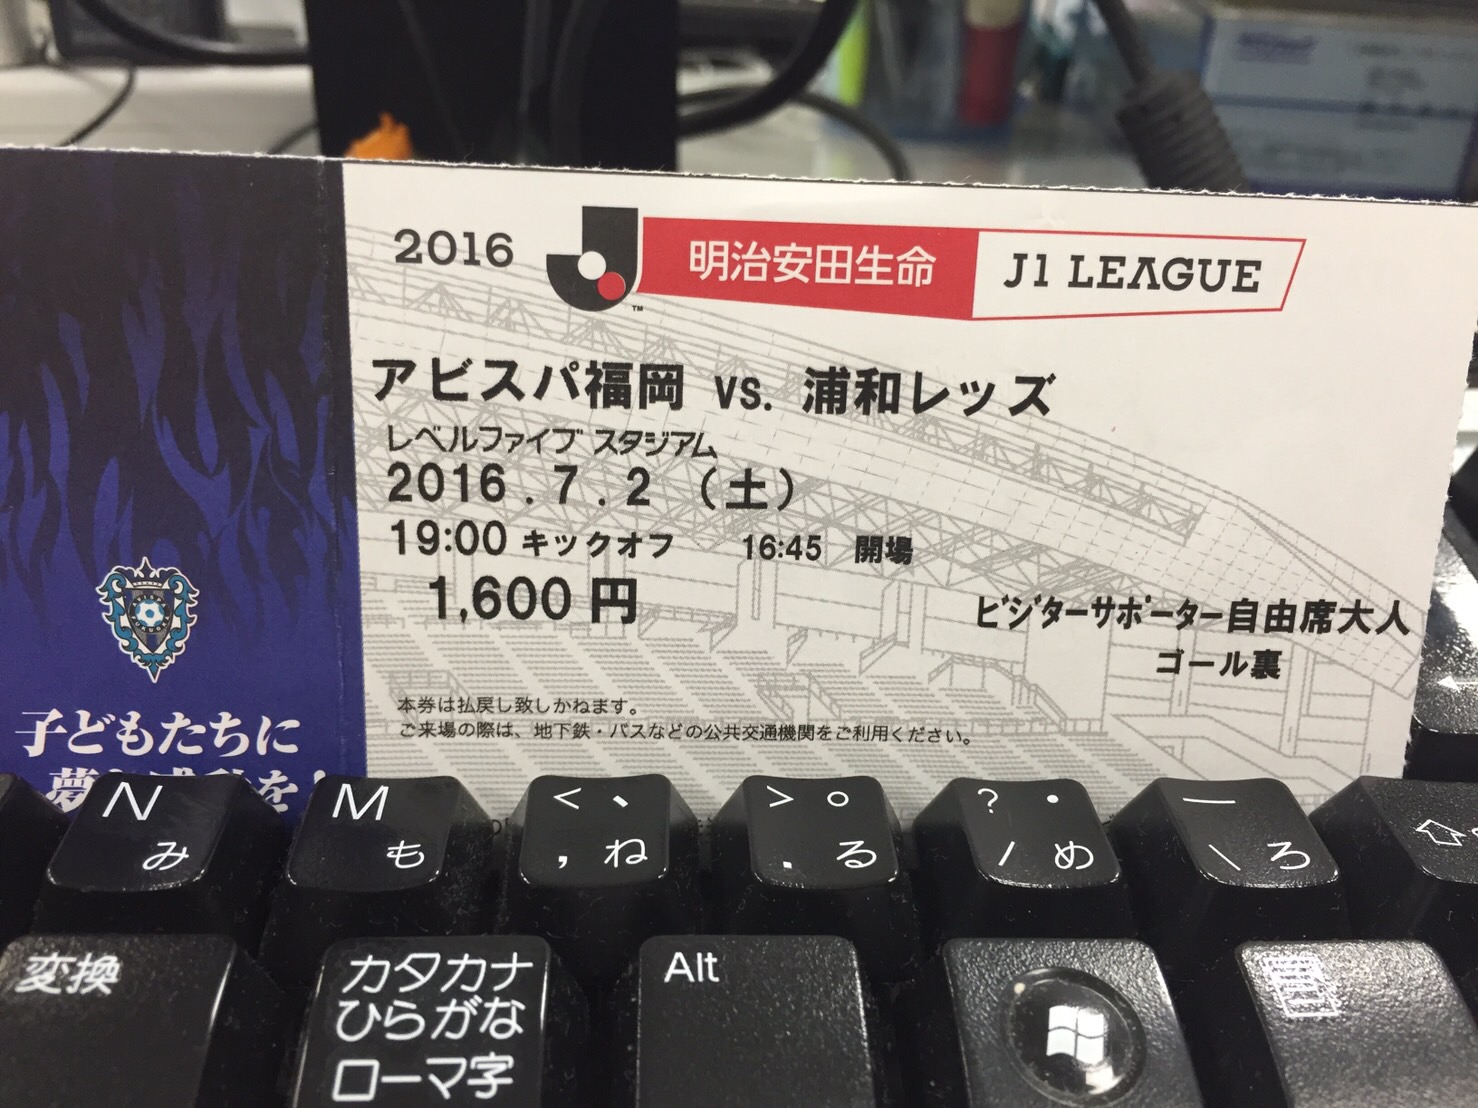 2016 明治安田生命 J1 LEAGUE
TM
アビスパ福岡 VS. 浦和レッズ
レベルファイブ スタジアム
2016.7.2 (土)
19:00 キックオフ 16:45 開場
1,600 円
ビジターサポーター自由席大人
ゴール裏
本券は払戻し致しかねます。
ご来場の際は、地下鉄・バスなどの公共交通機関をご利用ください。
子どもたちに
N み
M も
< 、 , ね
> 。 . る
? ・ / め
_ \ ろ
変換
カタカナ
ひらがな
ローマ字
Alt